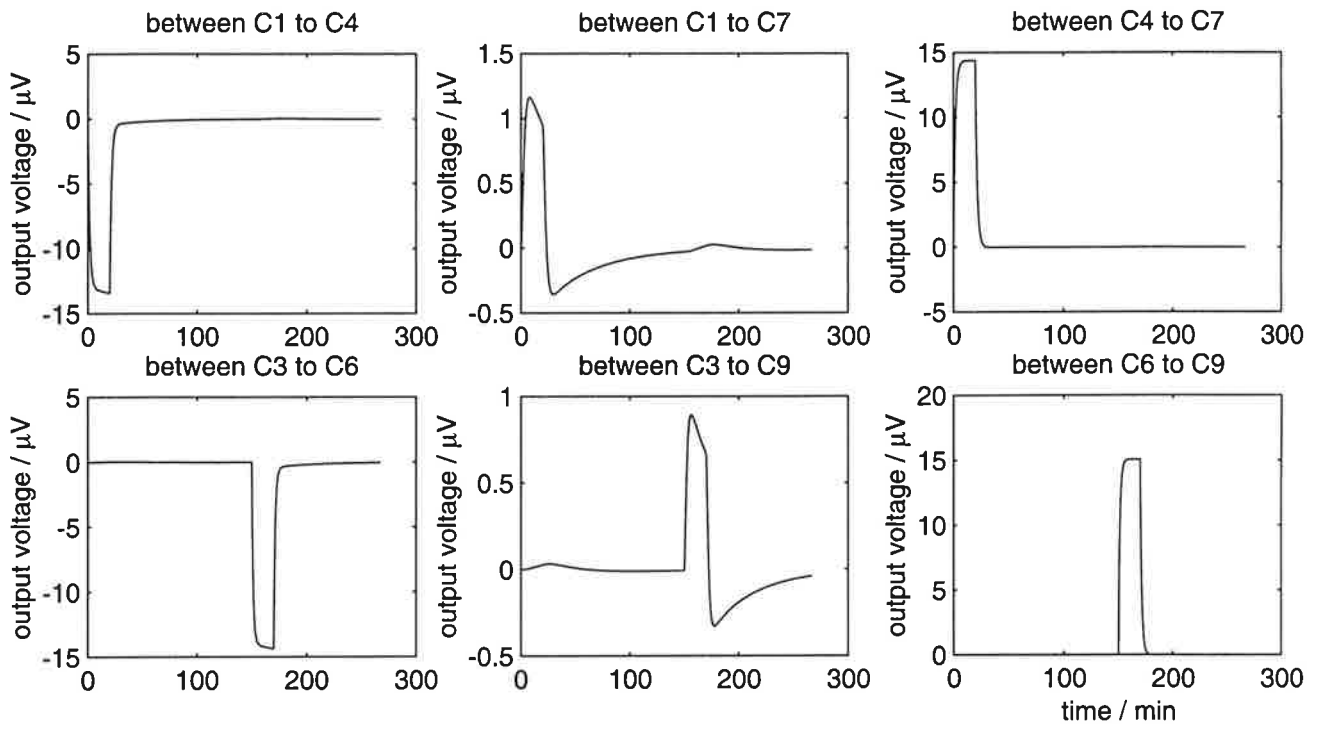 between C1 to C4
output voltage / µV
5
0
-5
-10
-15
0 100 200 300
between C1 to C7
output voltage / µV
1.5
1
0.5
0
-0.5
0 100 200 300
between C4 to C7
output voltage / µV
15
10
5
0
-5
0 100 200 300
between C3 to C6
output voltage / µV
5
0
-5
-10
-15
0 100 200 300
between C3 to C9
output voltage / µV
1
0.5
0
-0.5
0 100 200 300
between C6 to C9
output voltage / µV
20
15
10
5
0
0 100 200 300
time / min